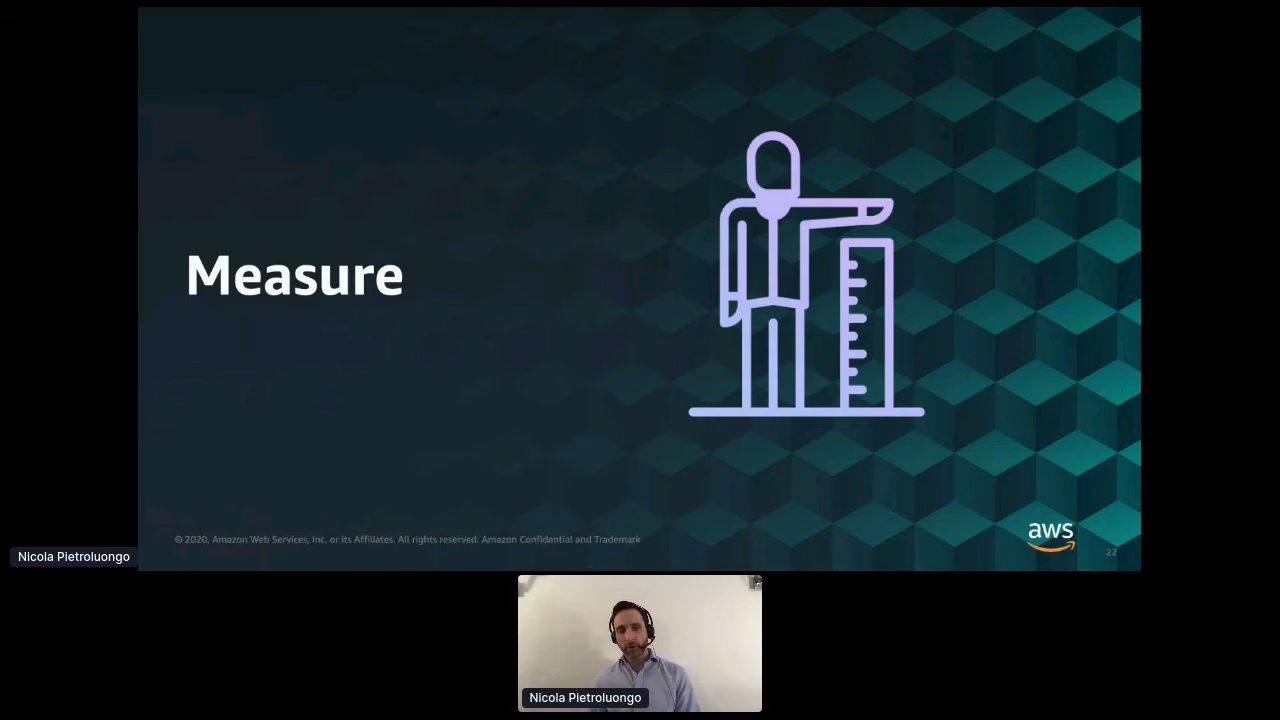 Measure
© 2020, Amazon Web Services, Inc. or its Affiliates. All rights reserved. Amazon Confidential and Trademark
aws
22
Nicola Pietroluongo
Nicola Pietroluongo